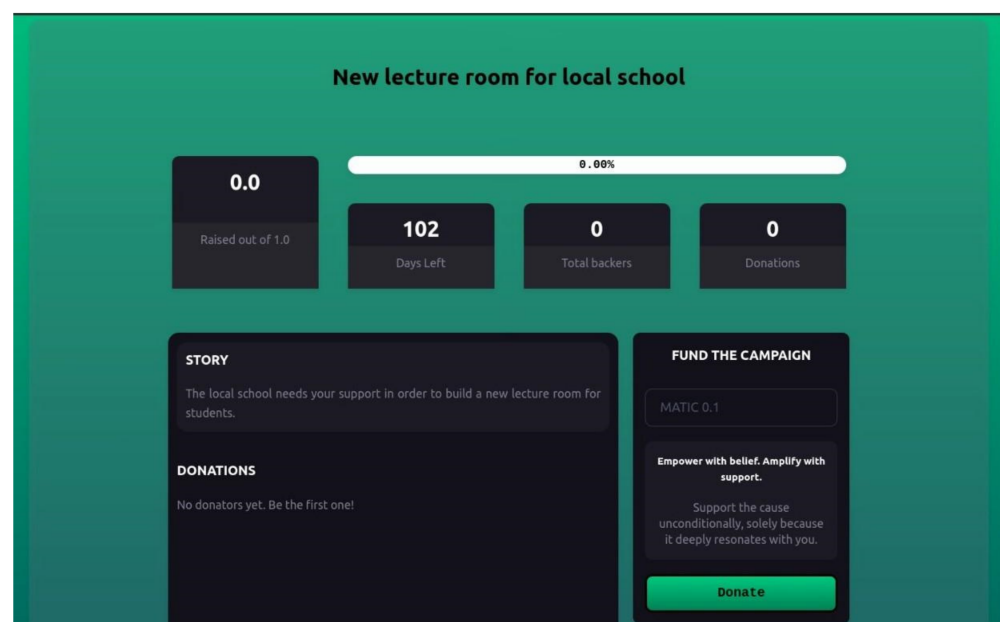 New lecture room for local school
0.0
Raised out of 1.0
0.00%
102
Days Left
0
Total backers
0
Donations
STORY
The local school needs your support in order to build a new lecture room for
students.
DONATIONS
No donators yet. Be the first one!
FUND THE CAMPAIGN
MATIC 0.1
Empower with belief. Amplify with
support.
Support the cause
unconditionally, solely because
it deeply resonates with you.
Donate